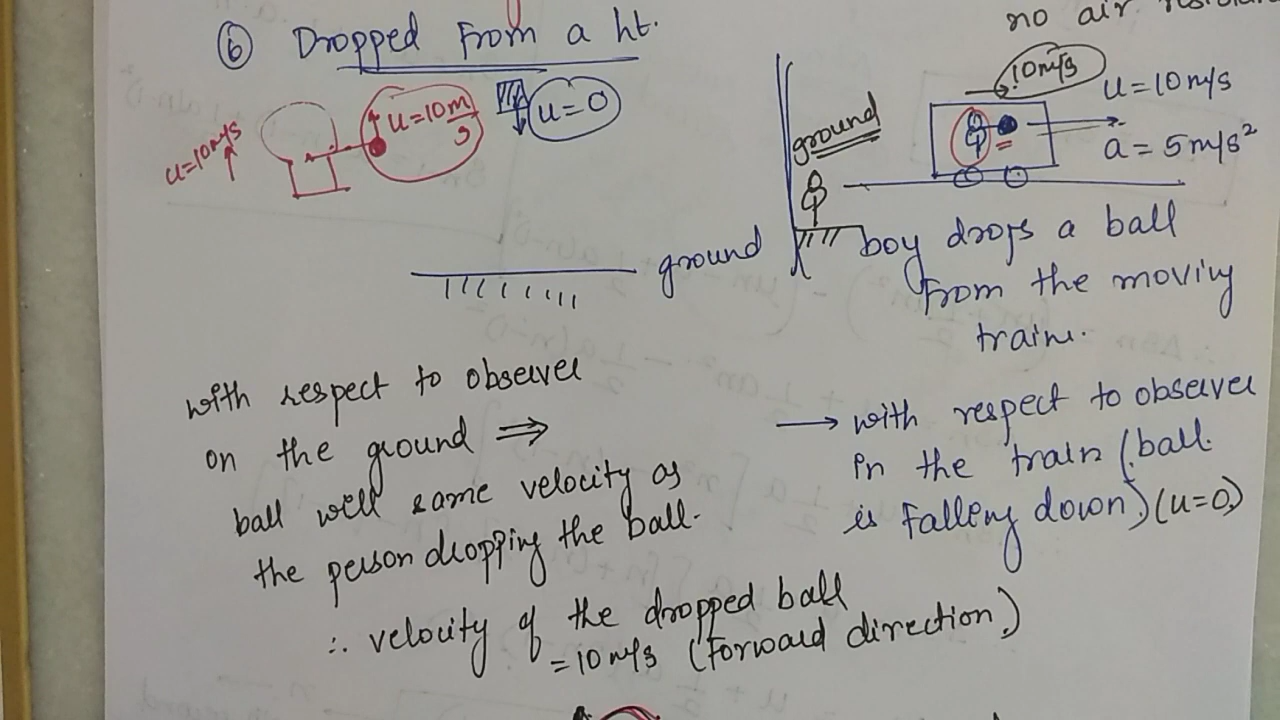 ⑥ Dropped From a ht.
no air
u=10m/s
u=10m/s
u=0
ground
10m/s
u=10m/s
a=5m/s²
ground
boy drops a ball
from the moving
train.
with respect to observer
on the ground ⇒
ball will same velocity as
the person dropping the ball.
∴ velocity of the dropped ball
=10m/s (Forward direction)
→ with respect to observer
in the train (ball
is falling down) (u=0)